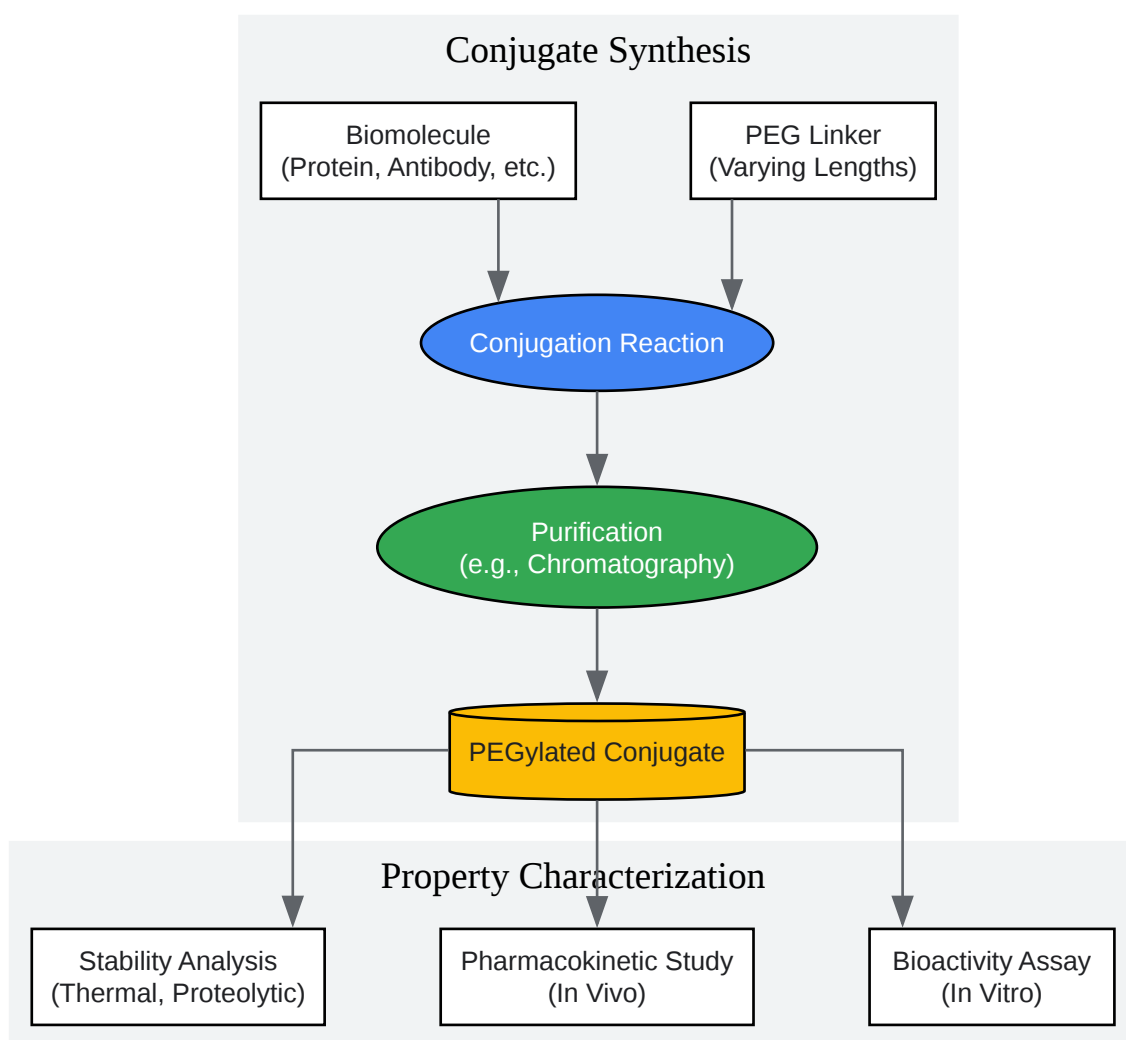 Conjugate Synthesis
Biomolecule
(Protein, Antibody, etc.)
PEG Linker
(Varying Lengths)
Conjugation Reaction
Purification
(e.g., Chromatography)
PEGylated Conjugate
Property Characterization
Stability Analysis
(Thermal, Proteolytic)
Pharmacokinetic Study
(In Vivo)
Bioactivity Assay
(In Vitro)